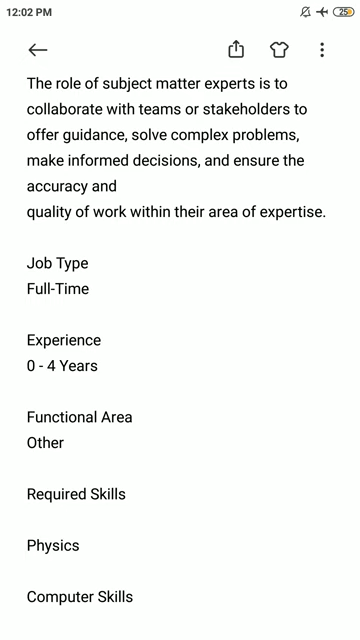 12:02 PM
25
The role of subject matter experts is to
collaborate with teams or stakeholders to
offer guidance, solve complex problems,
make informed decisions, and ensure the
accuracy and
quality of work within their area of expertise.
Job Type
Full-Time
Experience
0 - 4 Years
Functional Area
Other
Required Skills
Physics
Computer Skills